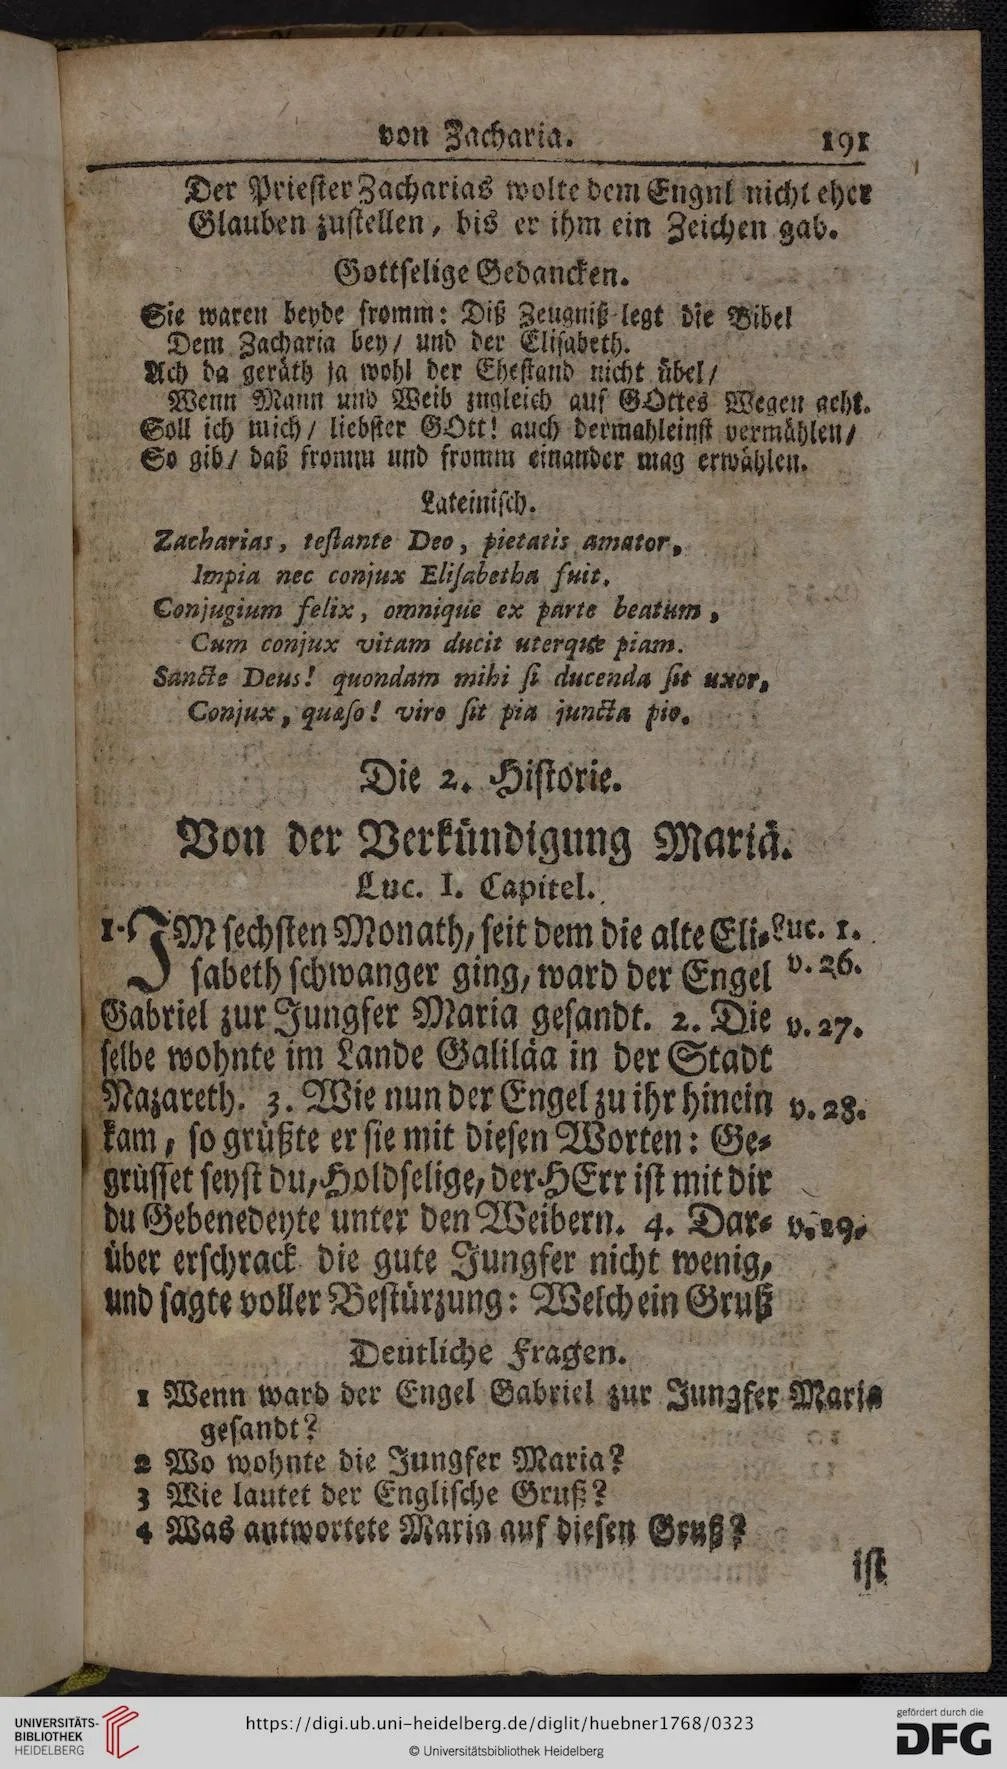 von Zacharia. 191
Der Priester Zacharias wolte dem Engnl nicht eher
Glauben zustellen, bis er ihm ein Zeichen gab.
Gottselige Gedancken.
Sie waren beyde fromm: Diß Zeugniß legt die Bibel
Dem Zacharia bey/ und der Elisabeth.
Ach da geräth ja wohl der Ehestand nicht übel/
Wenn Mann und Weib zugleich auf GOttes Wegen geht.
Soll ich mich/ liebster GOtt! auch dermahleinst vermählen/
So gib/ daß fromm und fromm einander mag erwählen.
Lateinisch.
Zacharias, testante Deo, pietatis amator,
Impia nec conjux Elisabetha fuit.
Conjugium felix, omnique ex parte beatum,
Cum conjux vitam ducit uterque piam.
Sancte Deus! quondam mihi si ducenda sit uxor,
Conjux, quæso! viro sit pia juncta pio.
Die 2. Historie.
Von der Verkündigung Mariä.
Luc. I. Capitel.
1. IM sechsten Monath, seit dem die alte Eli- Luc. 1.
sabeth schwanger ging, ward der Engel v. 26.
Gabriel zur Jungfer Maria gesandt. 2. Die v. 27.
selbe wohnte im Lande Galiläa in der Stadt
Nazareth. 3. Wie nun der Engel zu ihr hinein v. 28.
kam, so grüßte er sie mit diesen Worten: Ge-
grüsset seyst du, Holdselige, der HErr ist mit dir
du Gebenedeyte unter den Weibern. 4. Dar- v. 29.
über erschrack die gute Jungfer nicht wenig,
und sagte voller Bestürzung: Welch ein Gruß
Deutliche Fragen.
1 Wenn ward der Engel Gabriel zur Jungfer Maria
gesandt?
2 Wo wohnte die Jungfer Maria?
3 Wie lautet der Englische Gruß?
4 Was antwortete Maria auf diesen Gruß?
ist
UNIVERSITÄTS-
BIBLIOTHEK
HEIDELBERG
https://digi.ub.uni-heidelberg.de/diglit/huebner1768/0323
© Universitätsbibliothek Heidelberg
gefördert durch die
DFG